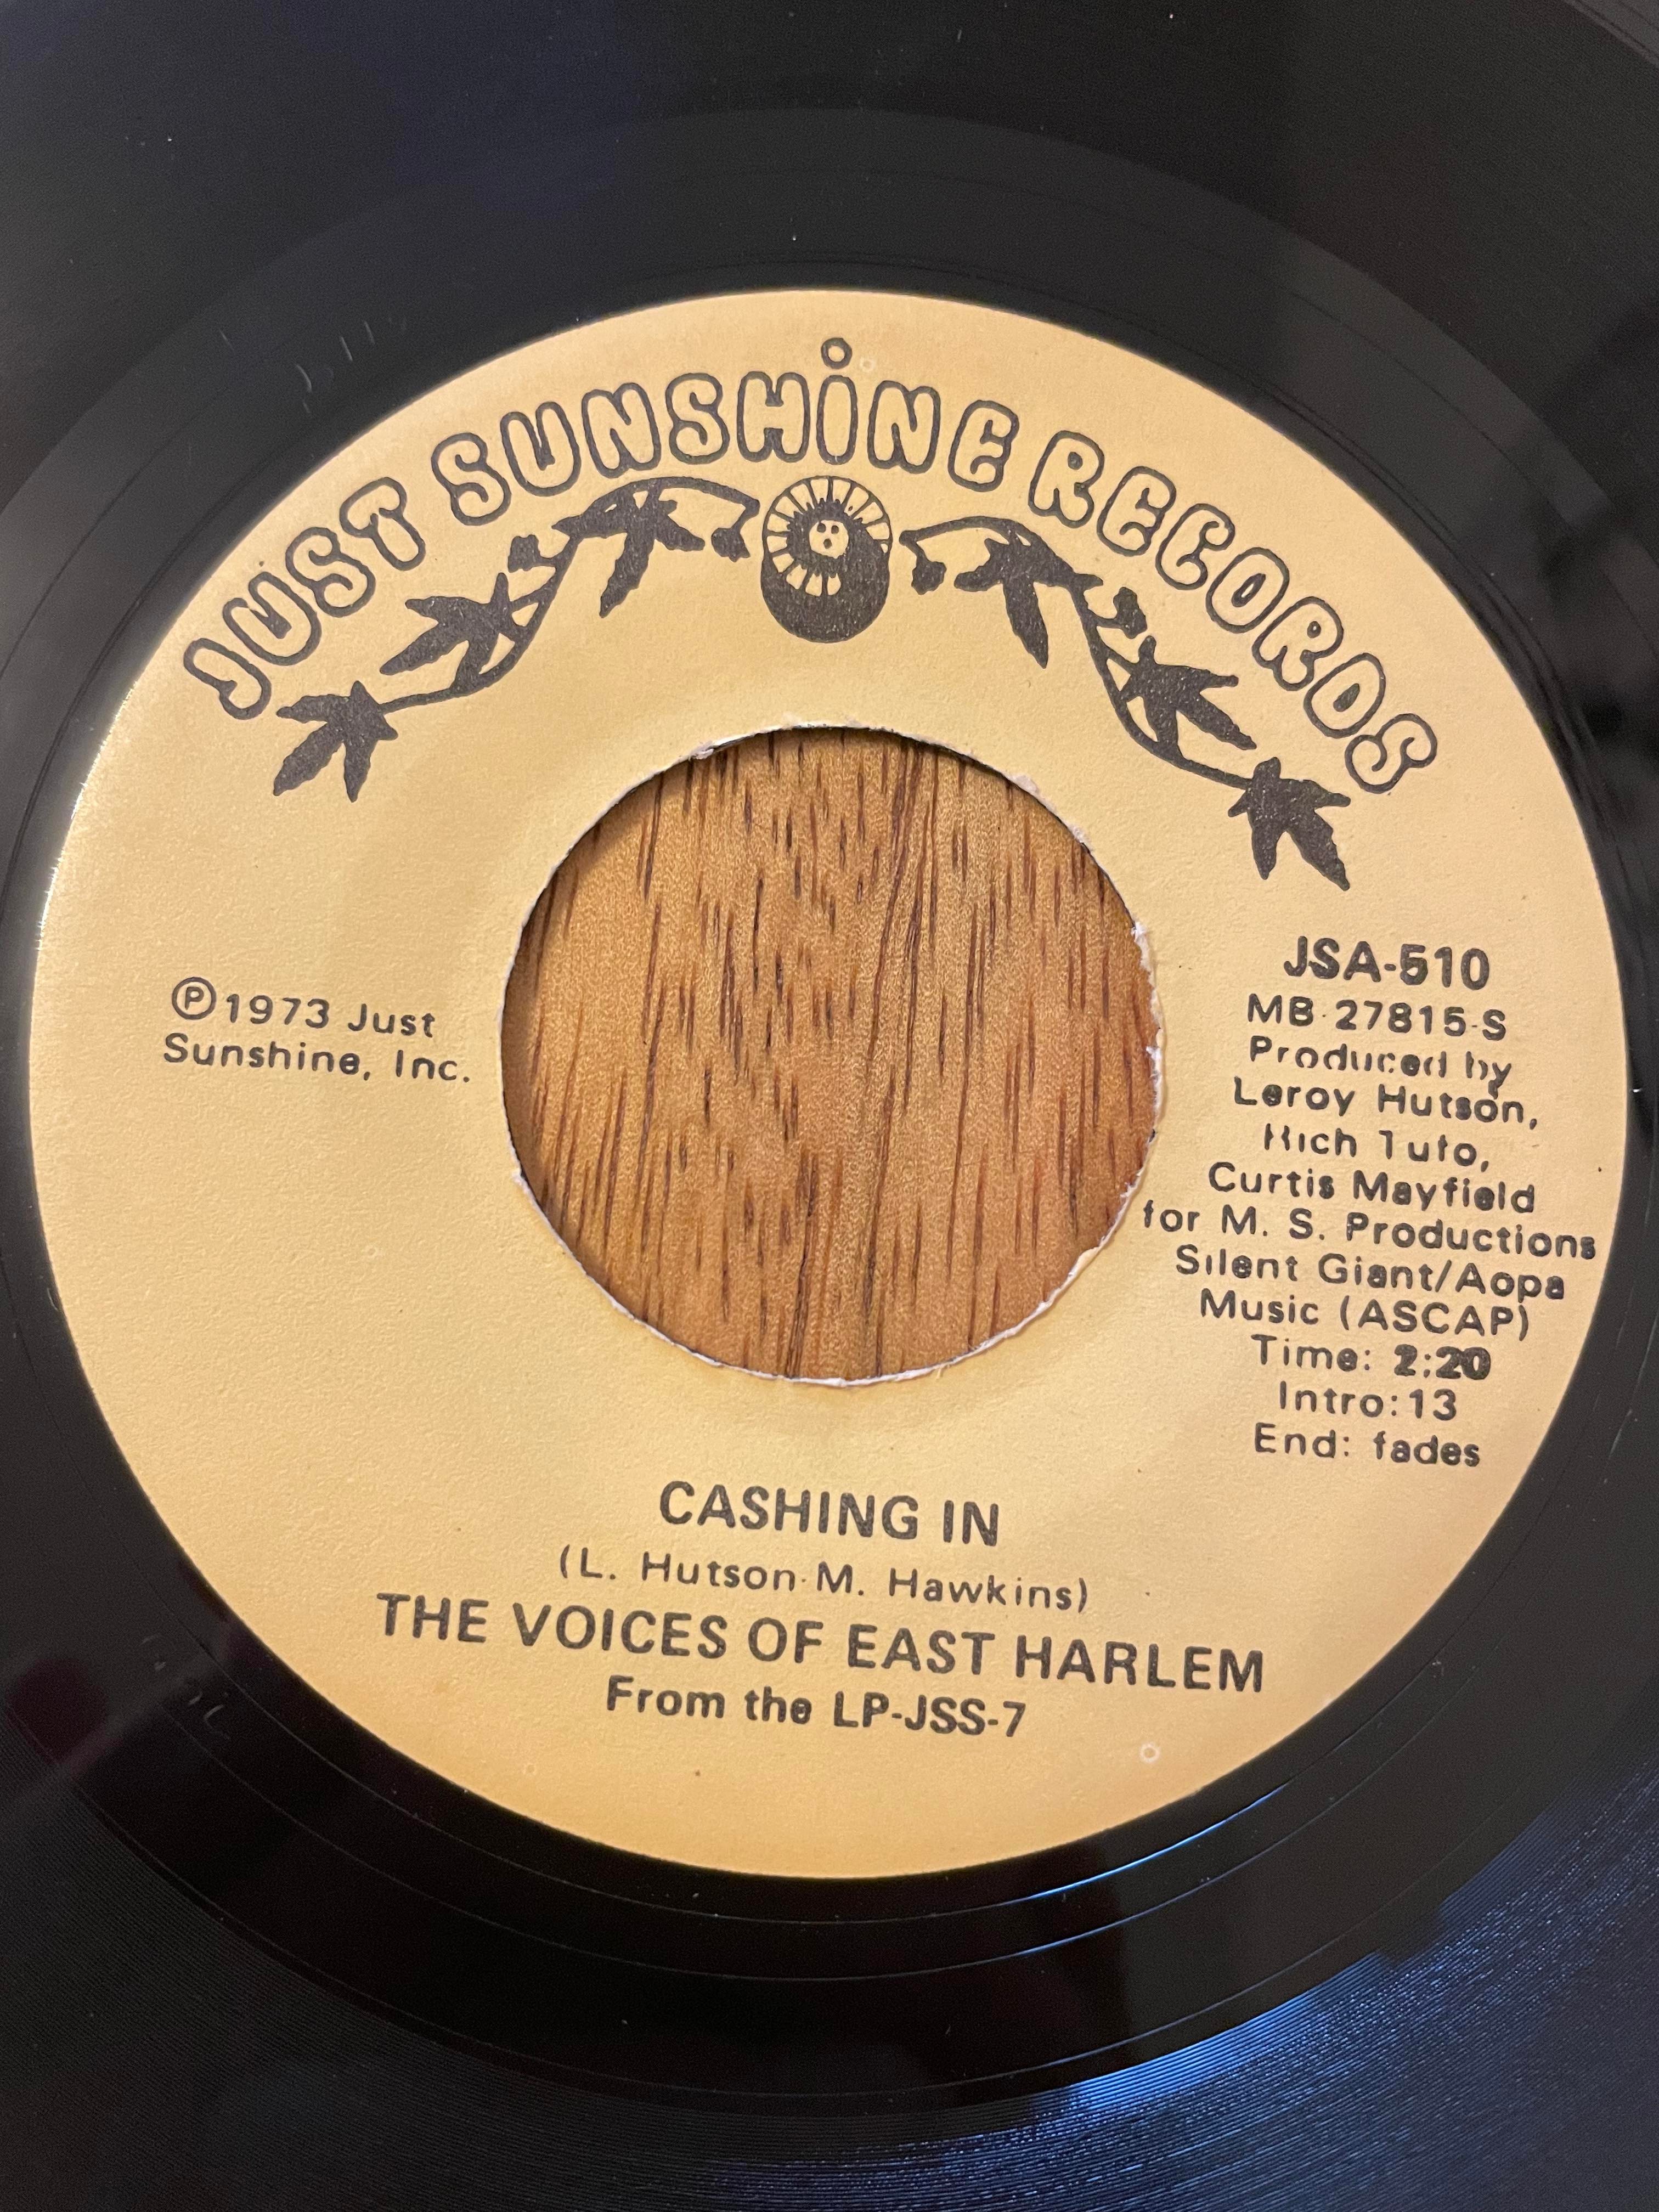 JUST SUNSHINE RECORDS
℗1973 Just
Sunshine, Inc.
JSA-510
MB-27815-S
Produced by
Leroy Hutson,
Rich Tufo,
Curtis Mayfield
for M. S. Productions
Silent Giant/Aopa
Music (ASCAP)
Time: 2:20
Intro:13
End: fades
CASHING IN
(L. Hutson-M. Hawkins)
THE VOICES OF EAST HARLEM
From the LP-JSS-7